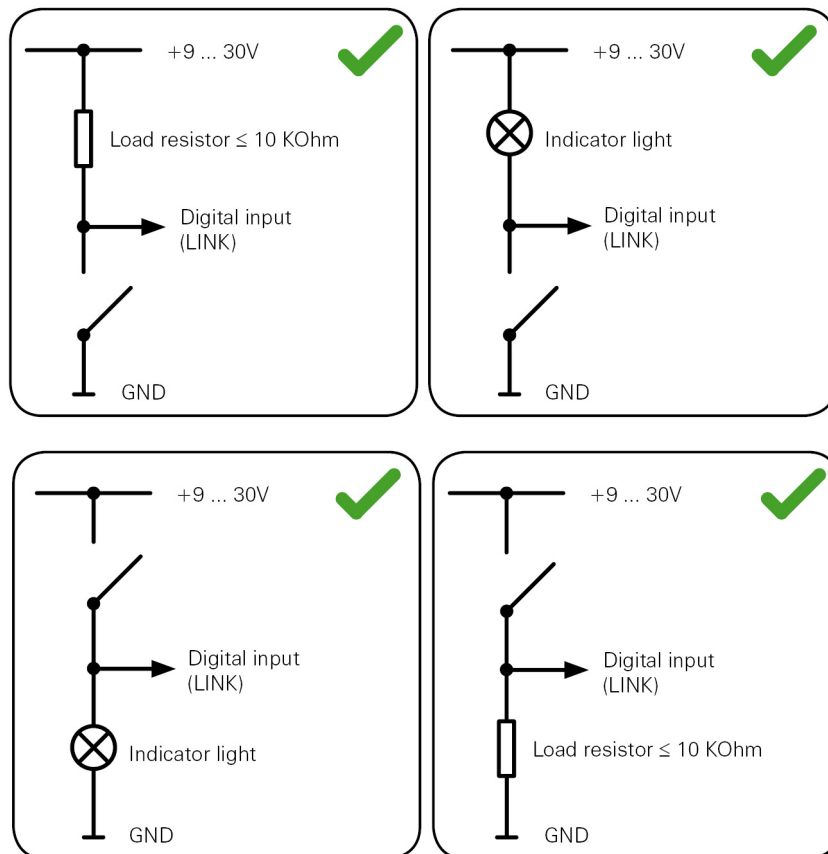 +9 ... 30V
Load resistor ≤ 10 KOhm
Digital input
(LINK)
GND
+9 ... 30V
Indicator light
Digital input
(LINK)
GND
+9 ... 30V
Digital input
(LINK)
Indicator light
GND
+9 ... 30V
Digital input
(LINK)
Load resistor ≤ 10 KOhm
GND